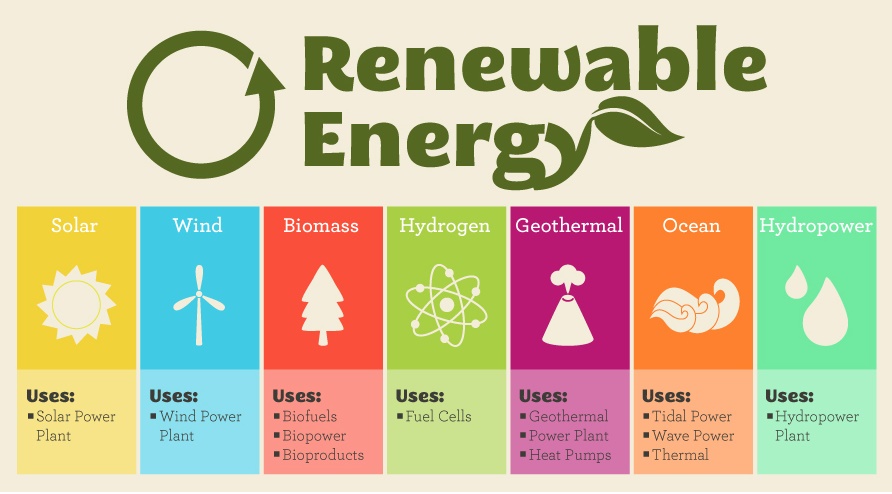 Renewable
Energy
Solar
Uses:
Solar Power
Plant
Wind
Uses:
Wind Power
Plant
Biomass
Uses:
Biofuels
Biopower
Bioproducts
Hydrogen
Uses:
Fuel Cells
Geothermal
Uses:
Geothermal
Power Plant
Heat Pumps
Ocean
Uses:
Tidal Power
Wave Power
Thermal
Hydropower
Uses:
Hydropower
Plant